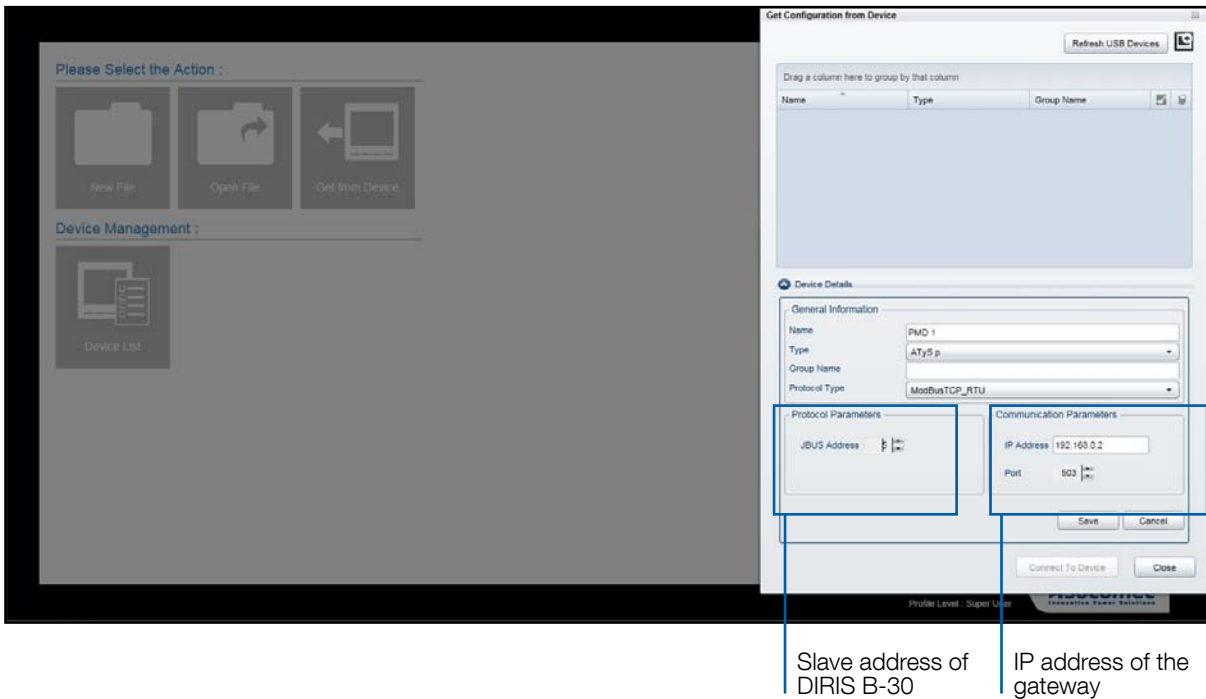 Get Configuration from Device
Refresh USB Devices
Please Select the Action :
Drag a column here to group by that column
Name Type Group Name
New File Open File Get from Device
Device Management :
Device List
Device Details
General Information
Name PMD 1
Type ATyS p
Group Name
Protocol Type ModBusTCP_RTU
Protocol Parameters Communication Parameters
JBUS Address 5 IP Address 192.168.0.2
Port 503
Save Cancel
Connect To Device Close
Profile Level : Super User
Innovative Power Solutions
Slave address of
DIRIS B-30
IP address of the
gateway